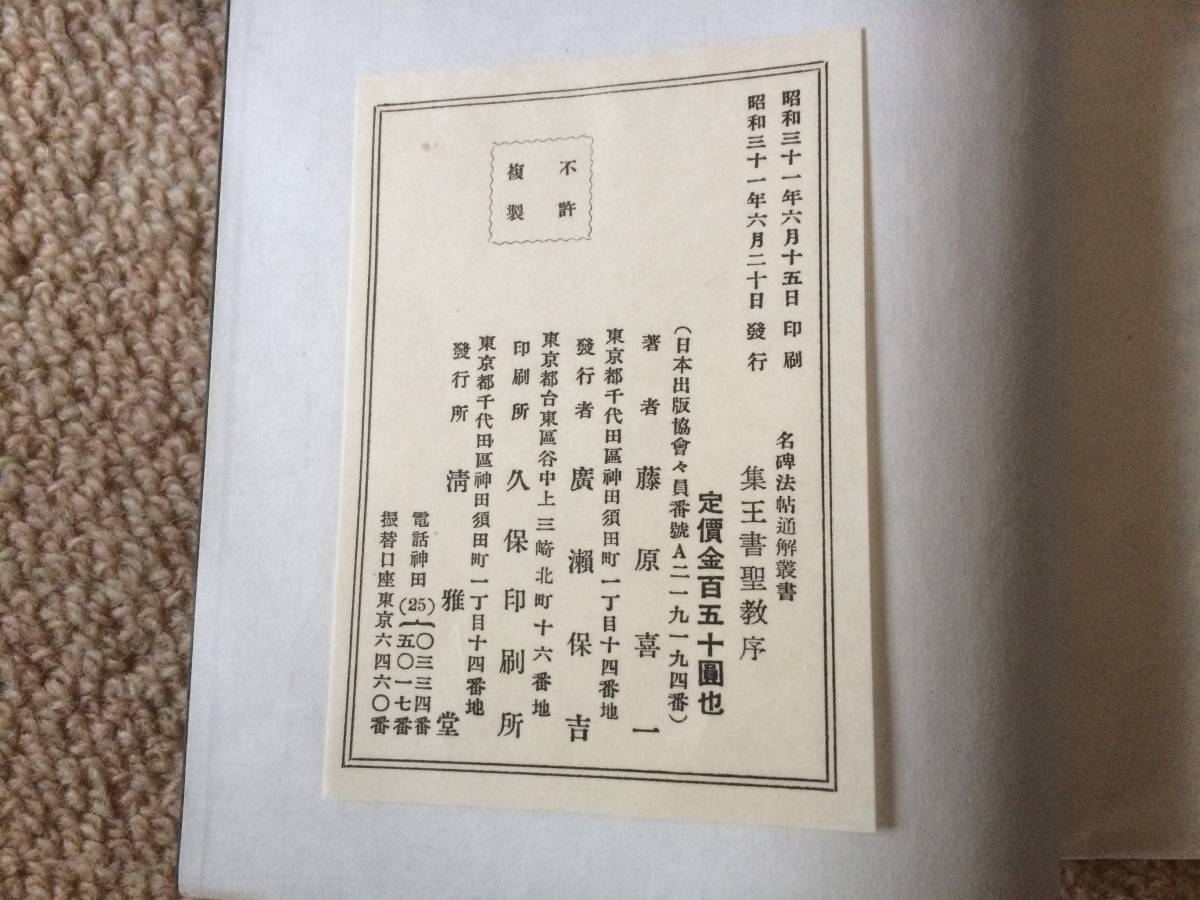 昭和三十一年六月十五日 印刷
昭和三十一年六月二十日 發行
名碑法帖通解叢書
集王書聖教序
定價金百五十圓也
(日本出版協會々員番號A二一九一九四番)
著者 藤原喜一
東京都千代田區神田須田町一丁目十四番地
發行者 廣瀨保吉
東京都台東區谷中上三崎北町十六番地
印刷所 久保印刷所
東京都千代田區神田須田町一丁目十四番地
發行所 淸雅堂
電話神田(25){〇三三四番
五〇一七番
振替口座東京六四六〇番
不許
複製